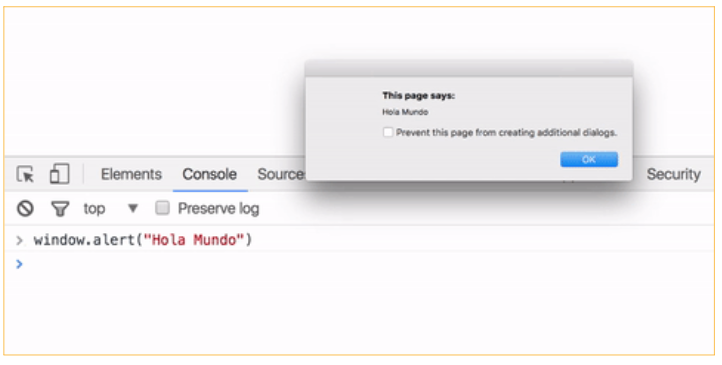 This page says:
Hola Mundo
Prevent this page from creating additional dialogs.
OK
Elements Console Source Security
top Preserve log
> window.alert("Hola Mundo")
>